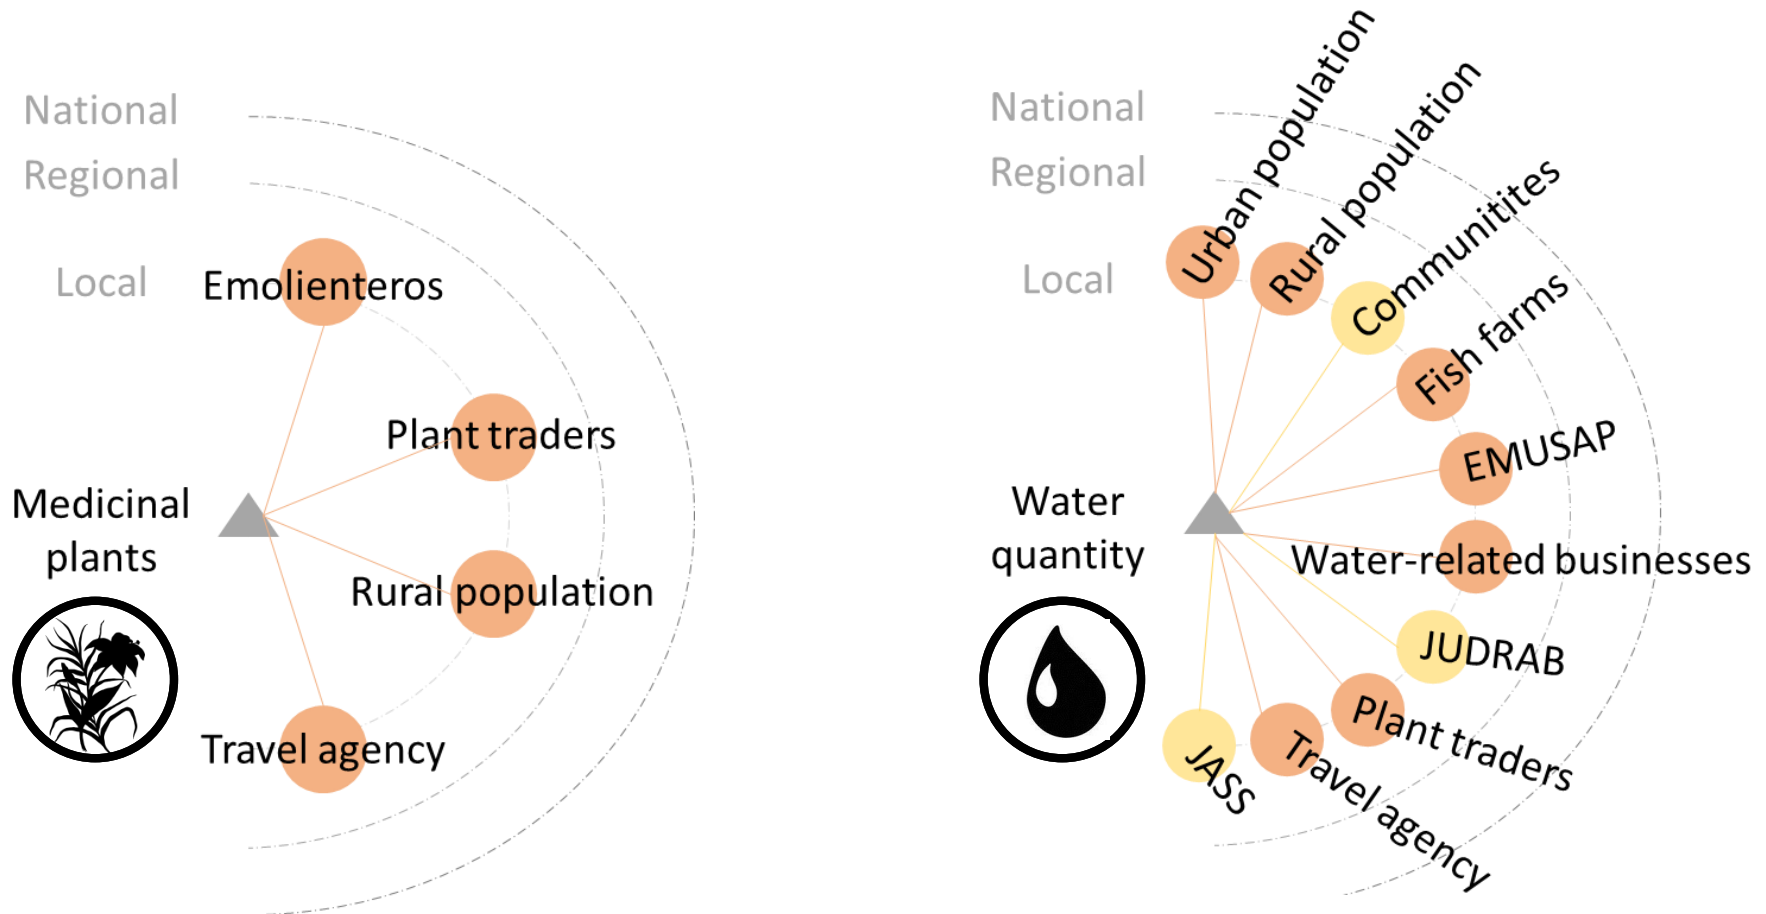 National
Regional
Local
Emolienteros
Plant traders
Medicinal
plants
Rural population
Travel agency
National
Regional
Local
Urban population
Rural population
Communitites
Fish farms
EMUSAP
Water
quantity
Water-related businesses
JUDRAB
Plant traders
Travel agency
JASS